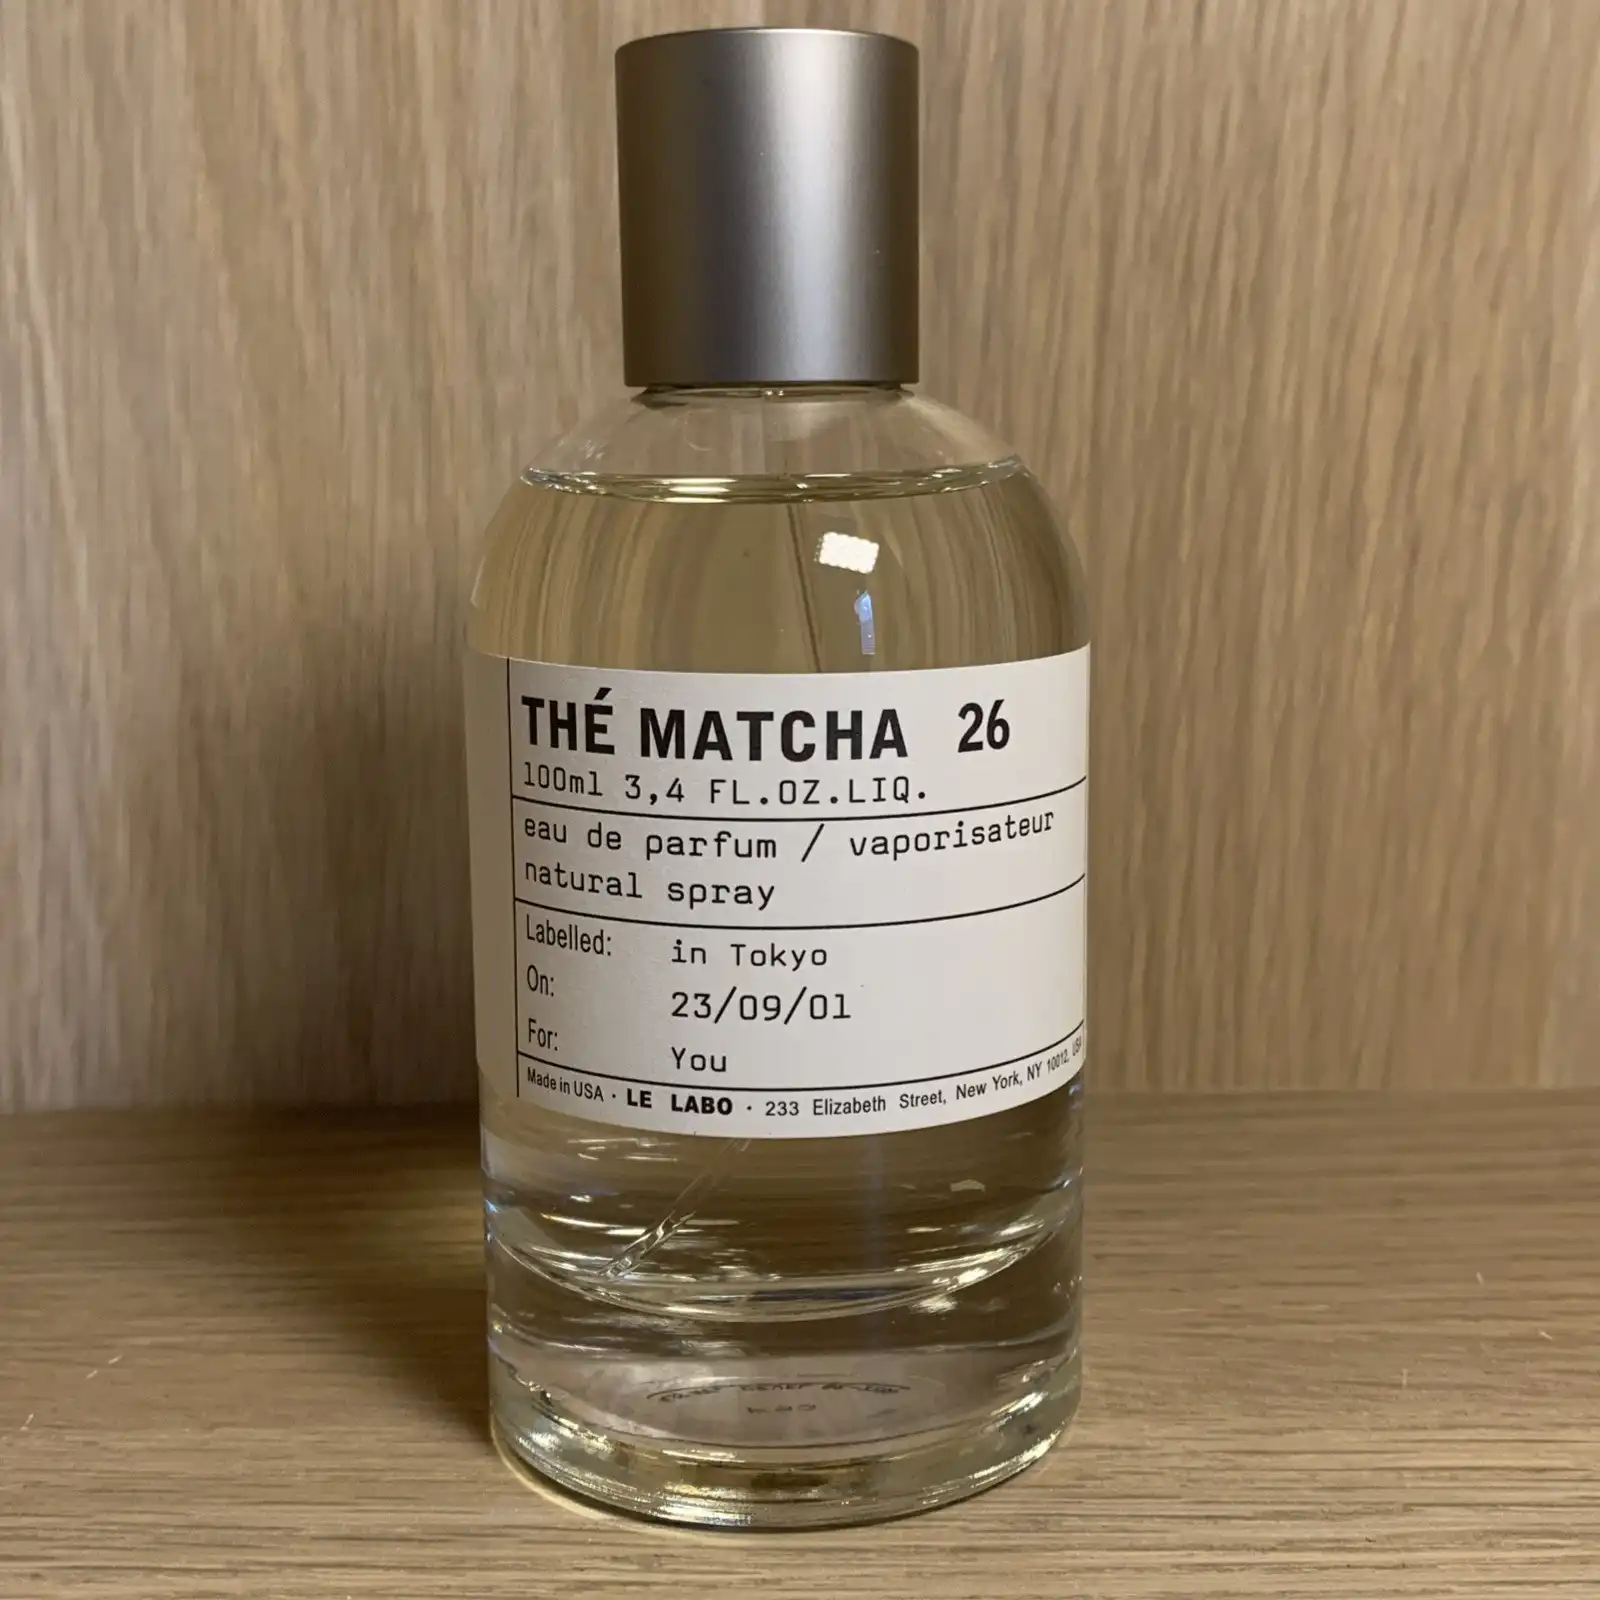 THÉ MATCHA 26
100ml 3,4 FL.OZ.LIQ.
eau de parfum / vaporisateur
natural spray
Labelled: in Tokyo
On: 23/09/01
For: You
Made in USA · LE LABO · 233 Elizabeth Street, New York, NY 10012, USA